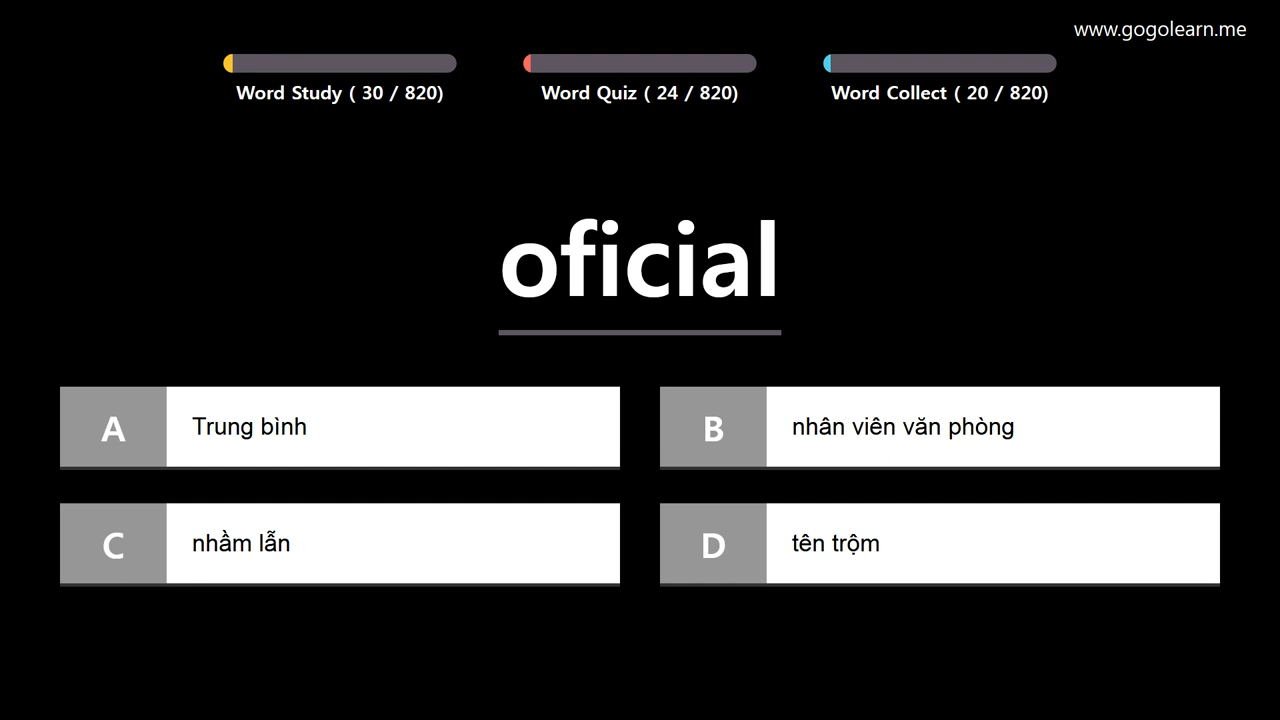 www.gogolearn.me
Word Study ( 30 / 820)
Word Quiz ( 24 / 820)
Word Collect ( 20 / 820)
oficial
A Trung bình
B nhân viên văn phòng
C nhầm lẫn
D tên trộm